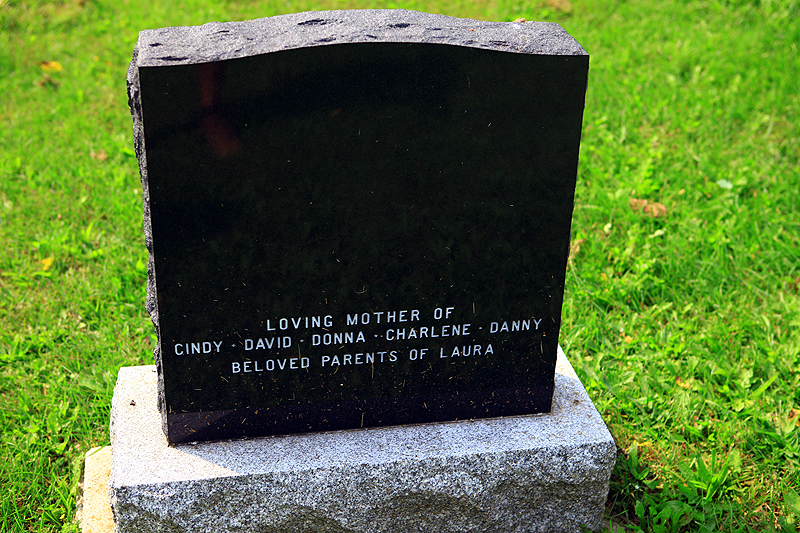 LOVING MOTHER OF
CINDY - DAVID - DONNA - CHARLENE - DANNY
BELOVED PARENTS OF LAURA